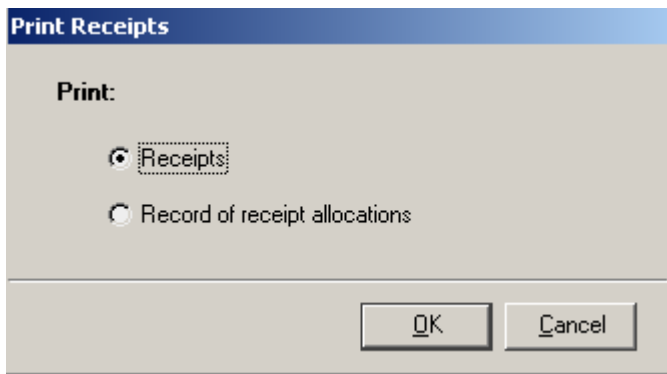 Print Receipts
Print:
Receipts
Record of receipt allocations
OK Cancel